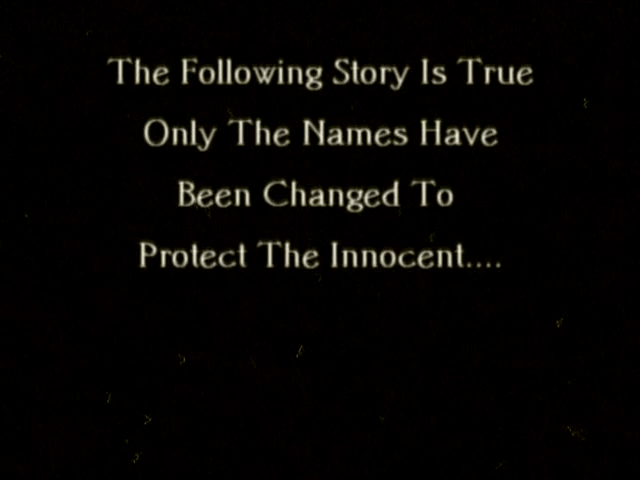 The Following Story Is True
Only The Names Have
Been Changed To
Protect The Innocent....